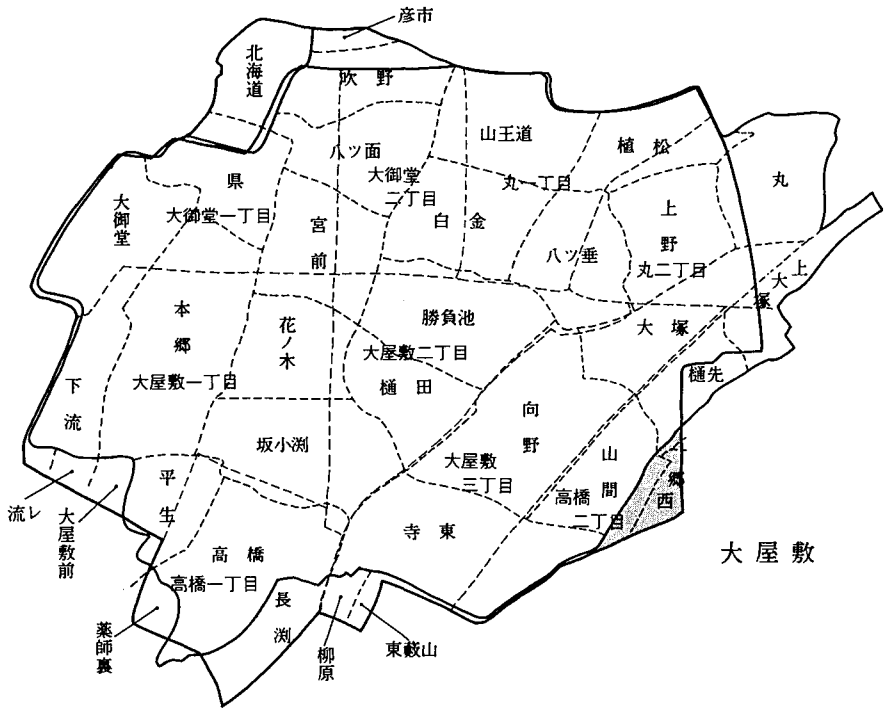 彦市
北海道
吹野
山王道
植松
八ツ面
丸
県
大御堂
二丁目
丸一丁目
大御堂
大御堂一丁目
宮前
白金
上野
八ツ垂
丸二丁目
上大塚
本郷
花ノ木
勝負池
大塚
大屋敷二丁目
樋先
下流
大屋敷一丁目
樋田
向野
坂小渕
山間
大屋敷
三丁目
郷西
平生
高橋
二丁目
流レ
大屋敷前
寺東
大屋敷
高橋
高橋一丁目
長渕
薬師裏
柳原
東藪山